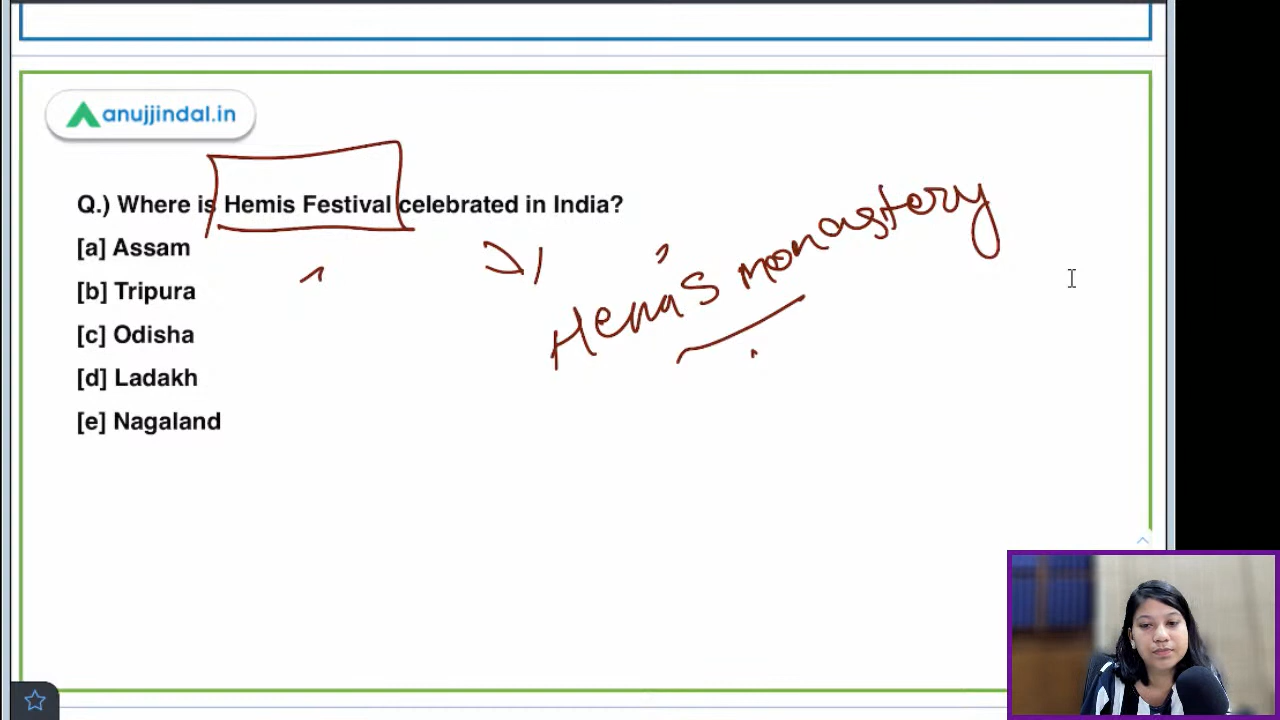 anujjindal.in
Q.) Where is Hemis Festival celebrated in India?
[a] Assam
[b] Tripura
[c] Odisha
[d] Ladakh
[e] Nagaland
Hemis monastery